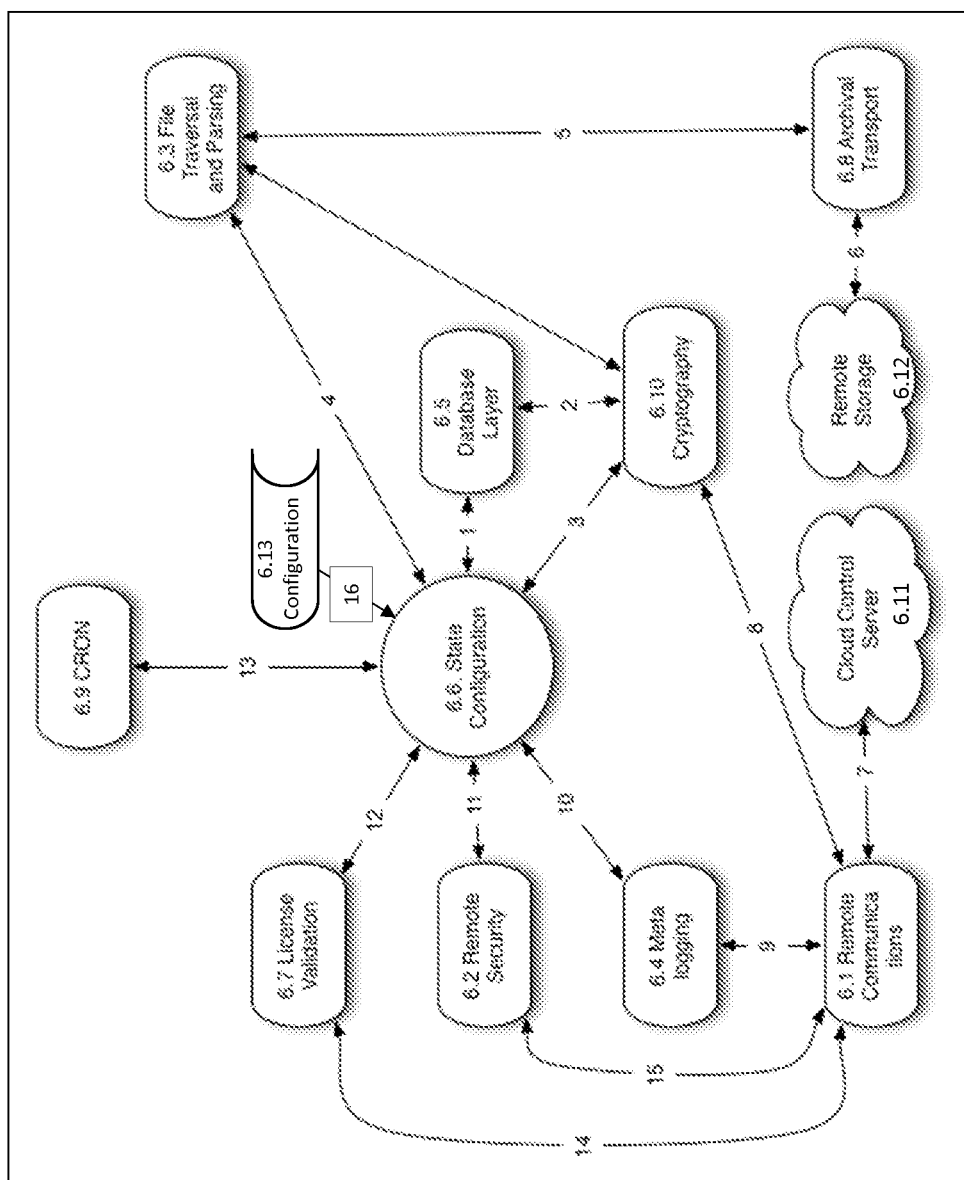 6.9 CRON
13
6.7 License
Validation
12
6.13
Configuration
16
4
6.3 File
Traversal
and Parsing
6.2 Remote
Security
11
6.6. State
Configuration
1
6.5
Database
Layer
10
3
2
5
6.4 Meta
logging
6.10
Cryptography
14
15
9
8
6.1 Remote
Communica
tions
7
Cloud Control
Server
6.11
Remote
Storage
6.12
6.8 Archival
Transport